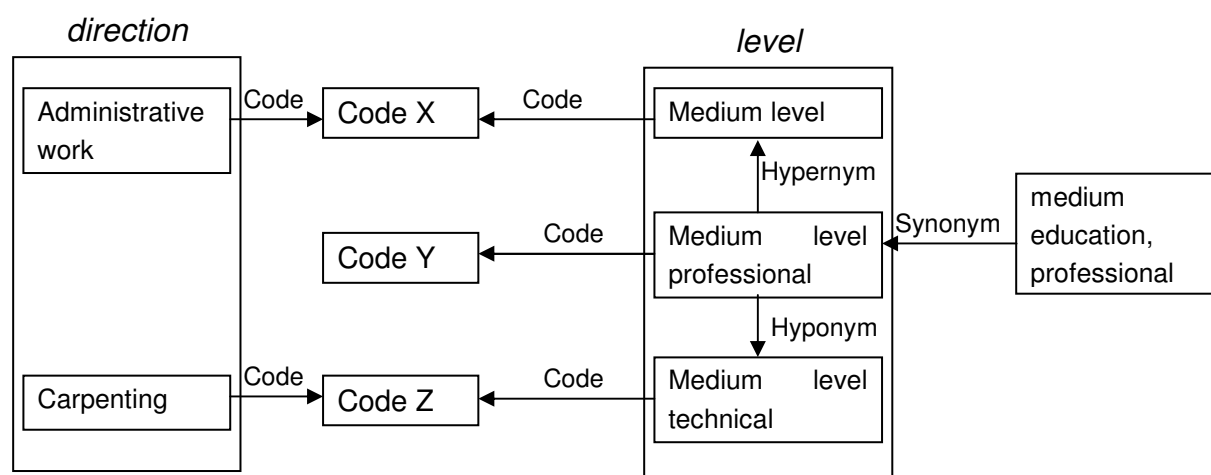 direction
level
Administrative
work
Code
Code X
Code
Medium level
Hypernym
Code Y
Code
Medium level
professional
Synonym
medium
education,
professional
Hyponym
Carpenting
Code
Code Z
Code
Medium level
technical